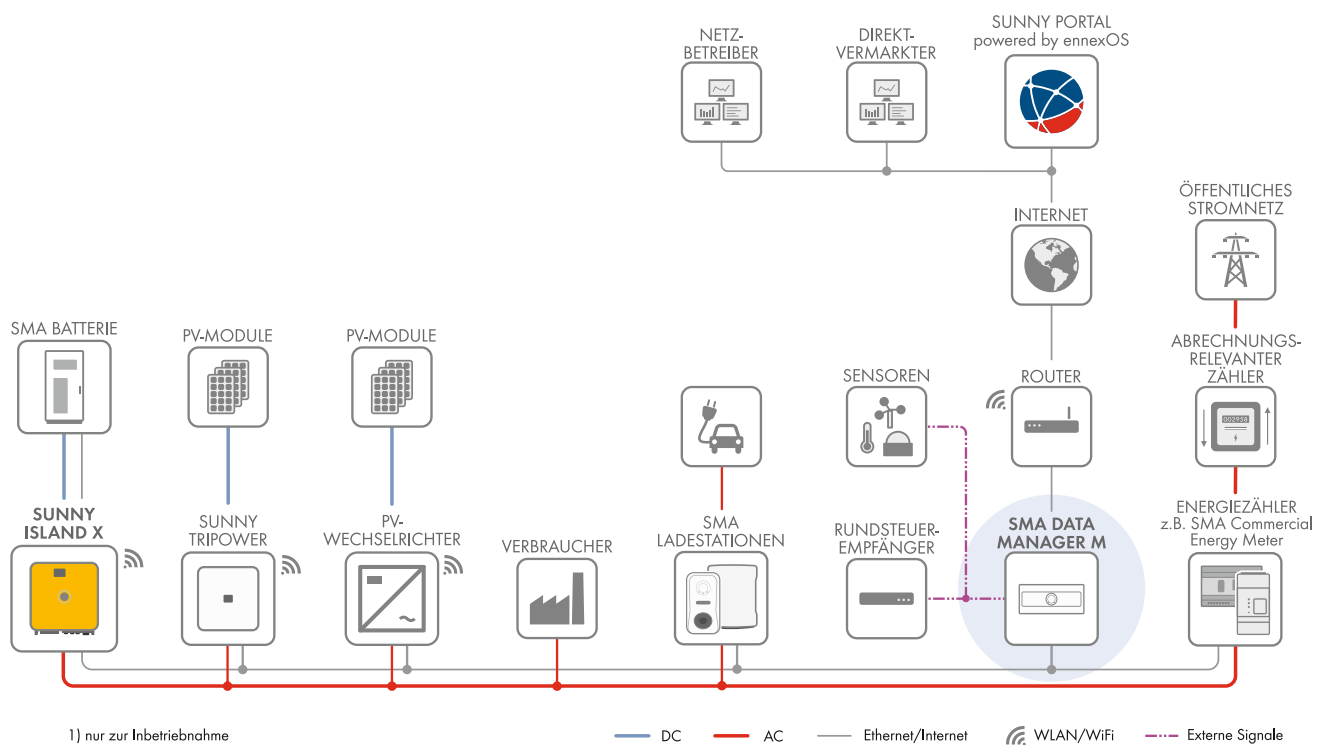 NETZ-
BETREIBER
DIREKT-
VERMARKTER
SUNNY PORTAL
powered by ennexOS
INTERNET
ÖFFENTLICHES
STROMNETZ
SMA BATTERIE
PV-MODULE
PV-MODULE
SENSOREN
ROUTER
ABRECHNUNGS-
RELEVANTER
ZÄHLER
002958
SUNNY
ISLAND X
SUNNY
TRIPOWER
PV-
WECHSELRICHTER
VERBRAUCHER
SMA
LADESTATIONEN
RUNDSTEUER-
EMPFÄNGER
SMA DATA
MANAGER M
ENERGIEZÄHLER
z.B. SMA Commercial
Energy Meter
1) nur zur Inbetriebnahme
DC
AC
Ethernet/Internet
WLAN/WiFi
Externe Signale